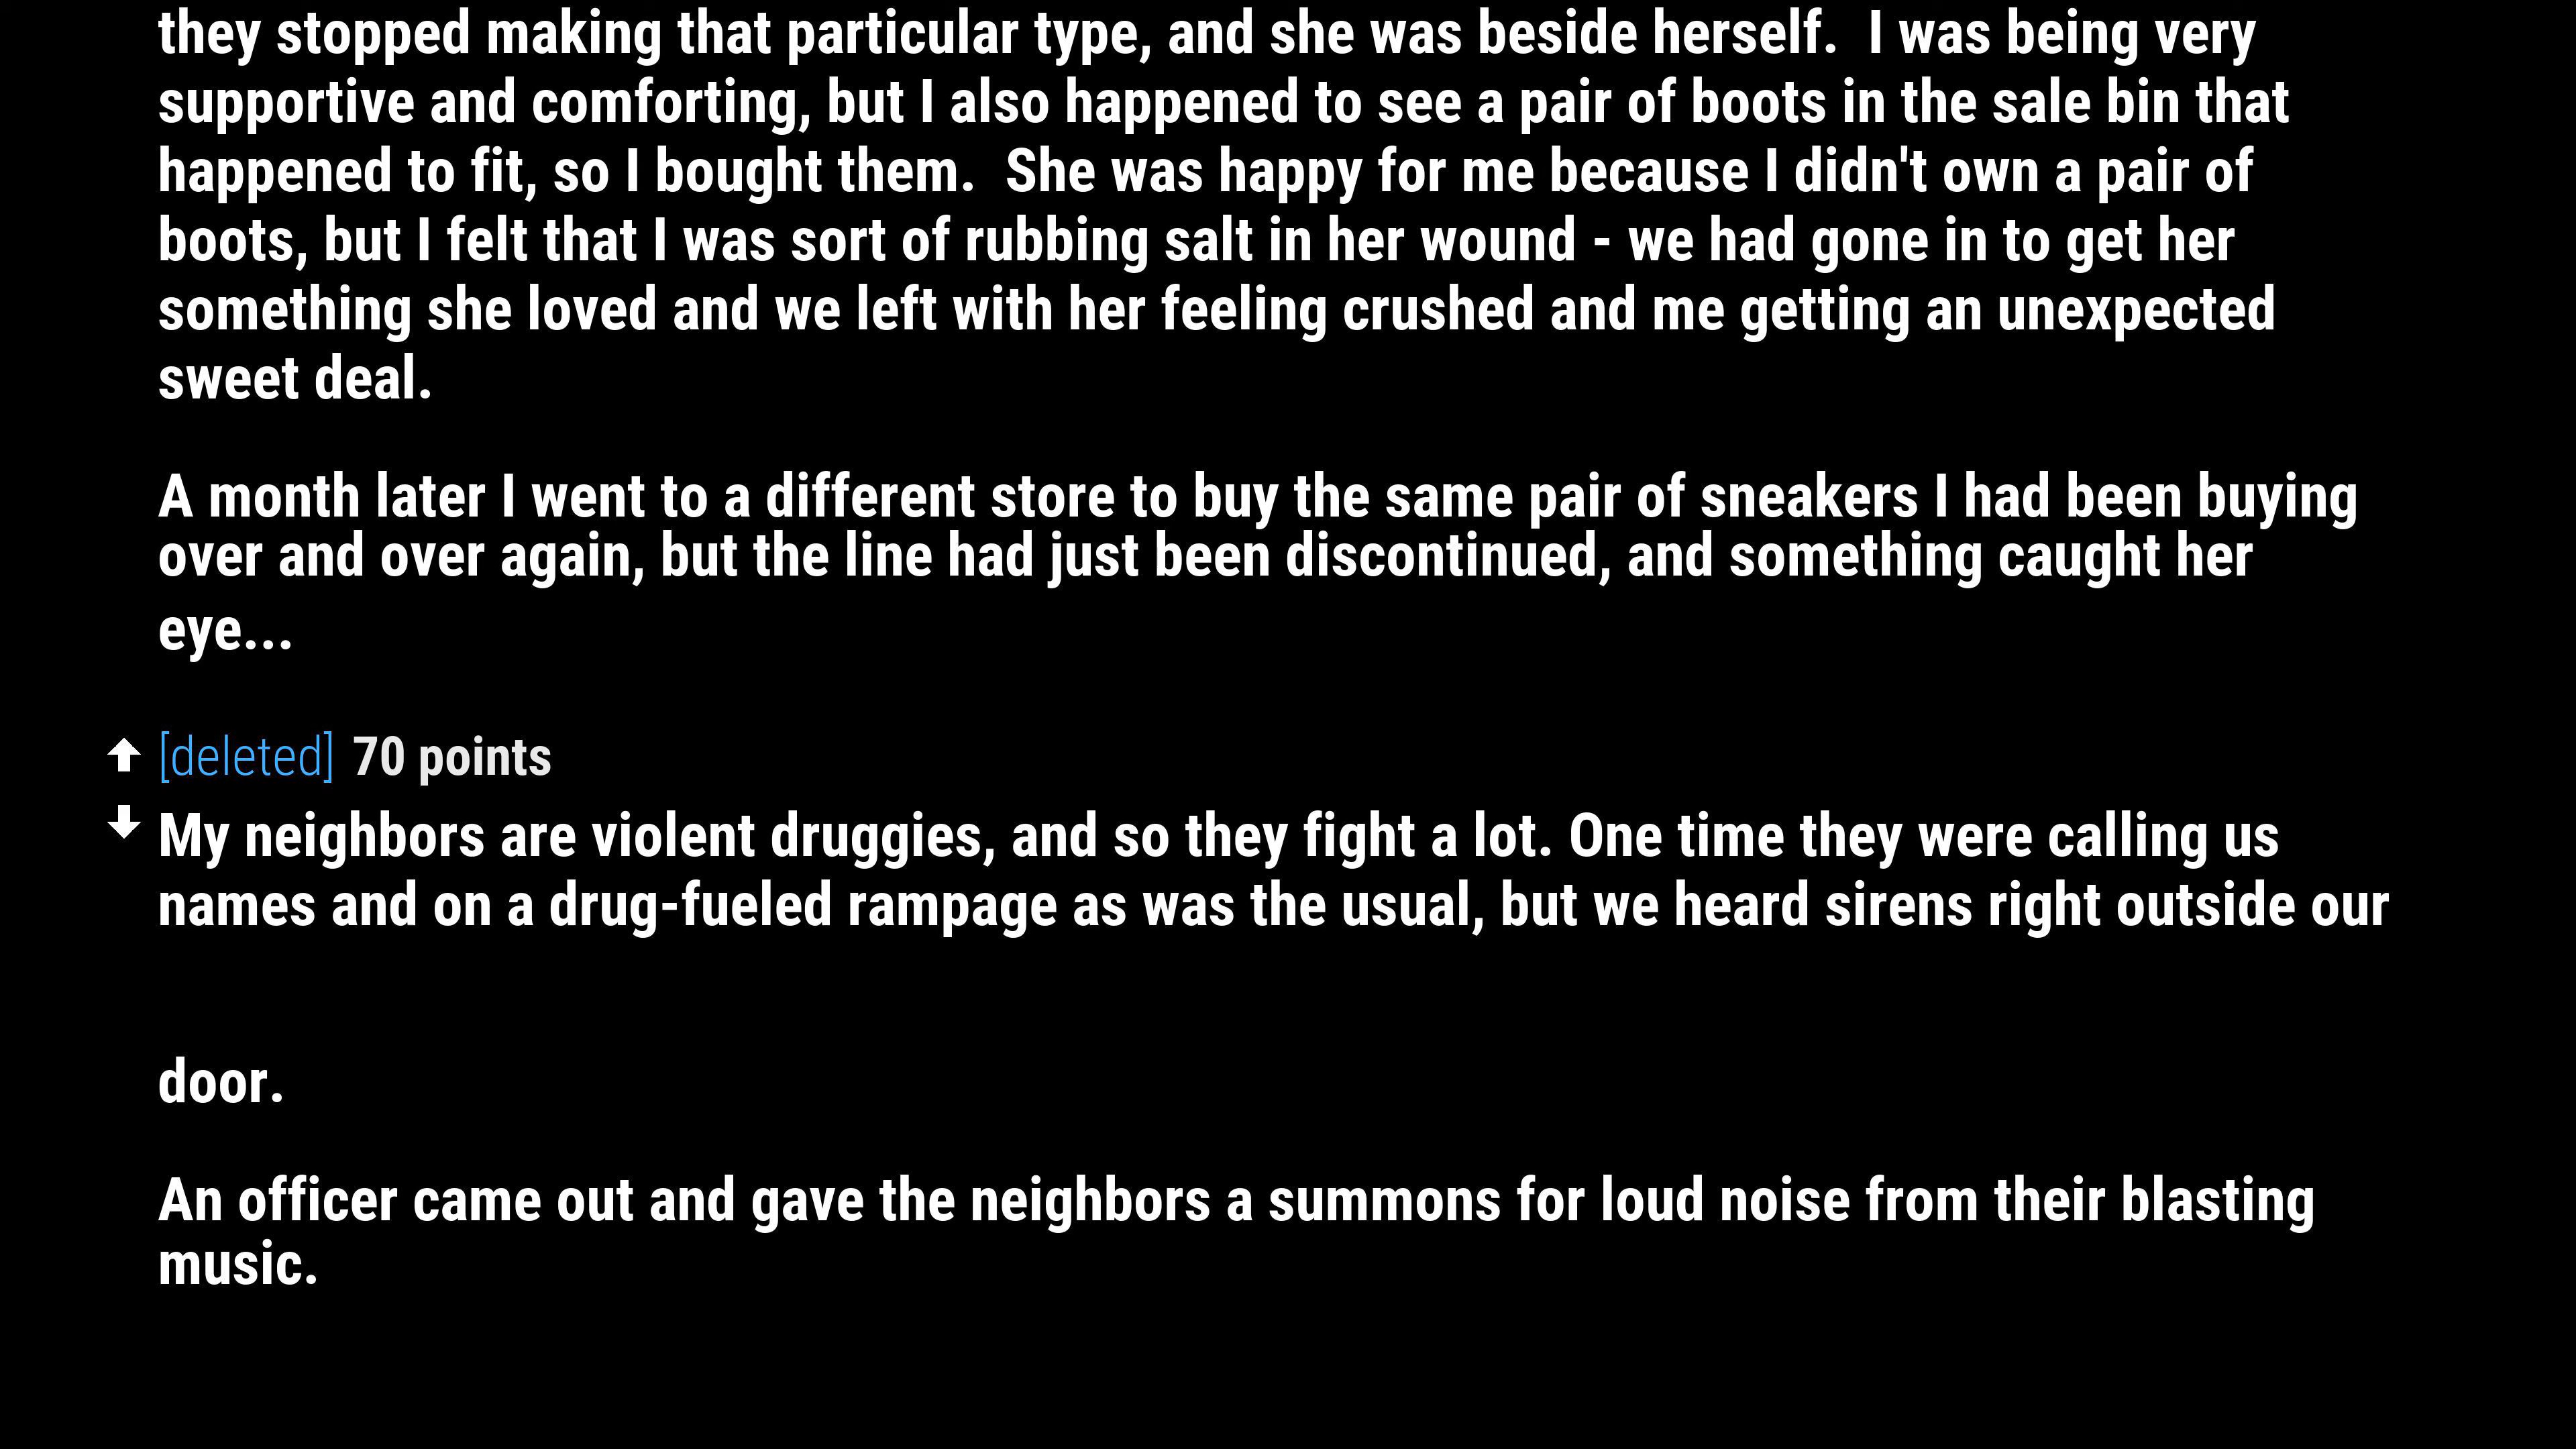 they stopped making that particular type, and she was beside herself.  I was being very
supportive and comforting, but I also happened to see a pair of boots in the sale bin that
happened to fit, so I bought them.  She was happy for me because I didn't own a pair of
boots, but I felt that I was sort of rubbing salt in her wound - we had gone in to get her
something she loved and we left with her feeling crushed and me getting an unexpected
sweet deal.
A month later I went to a different store to buy the same pair of sneakers I had been buying
over and over again, but the line had just been discontinued, and something caught her
eye...
[deleted] 70 points
My neighbors are violent druggies, and so they fight a lot. One time they were calling us
names and on a drug-fueled rampage as was the usual, but we heard sirens right outside our
door.
An officer came out and gave the neighbors a summons for loud noise from their blasting
music.